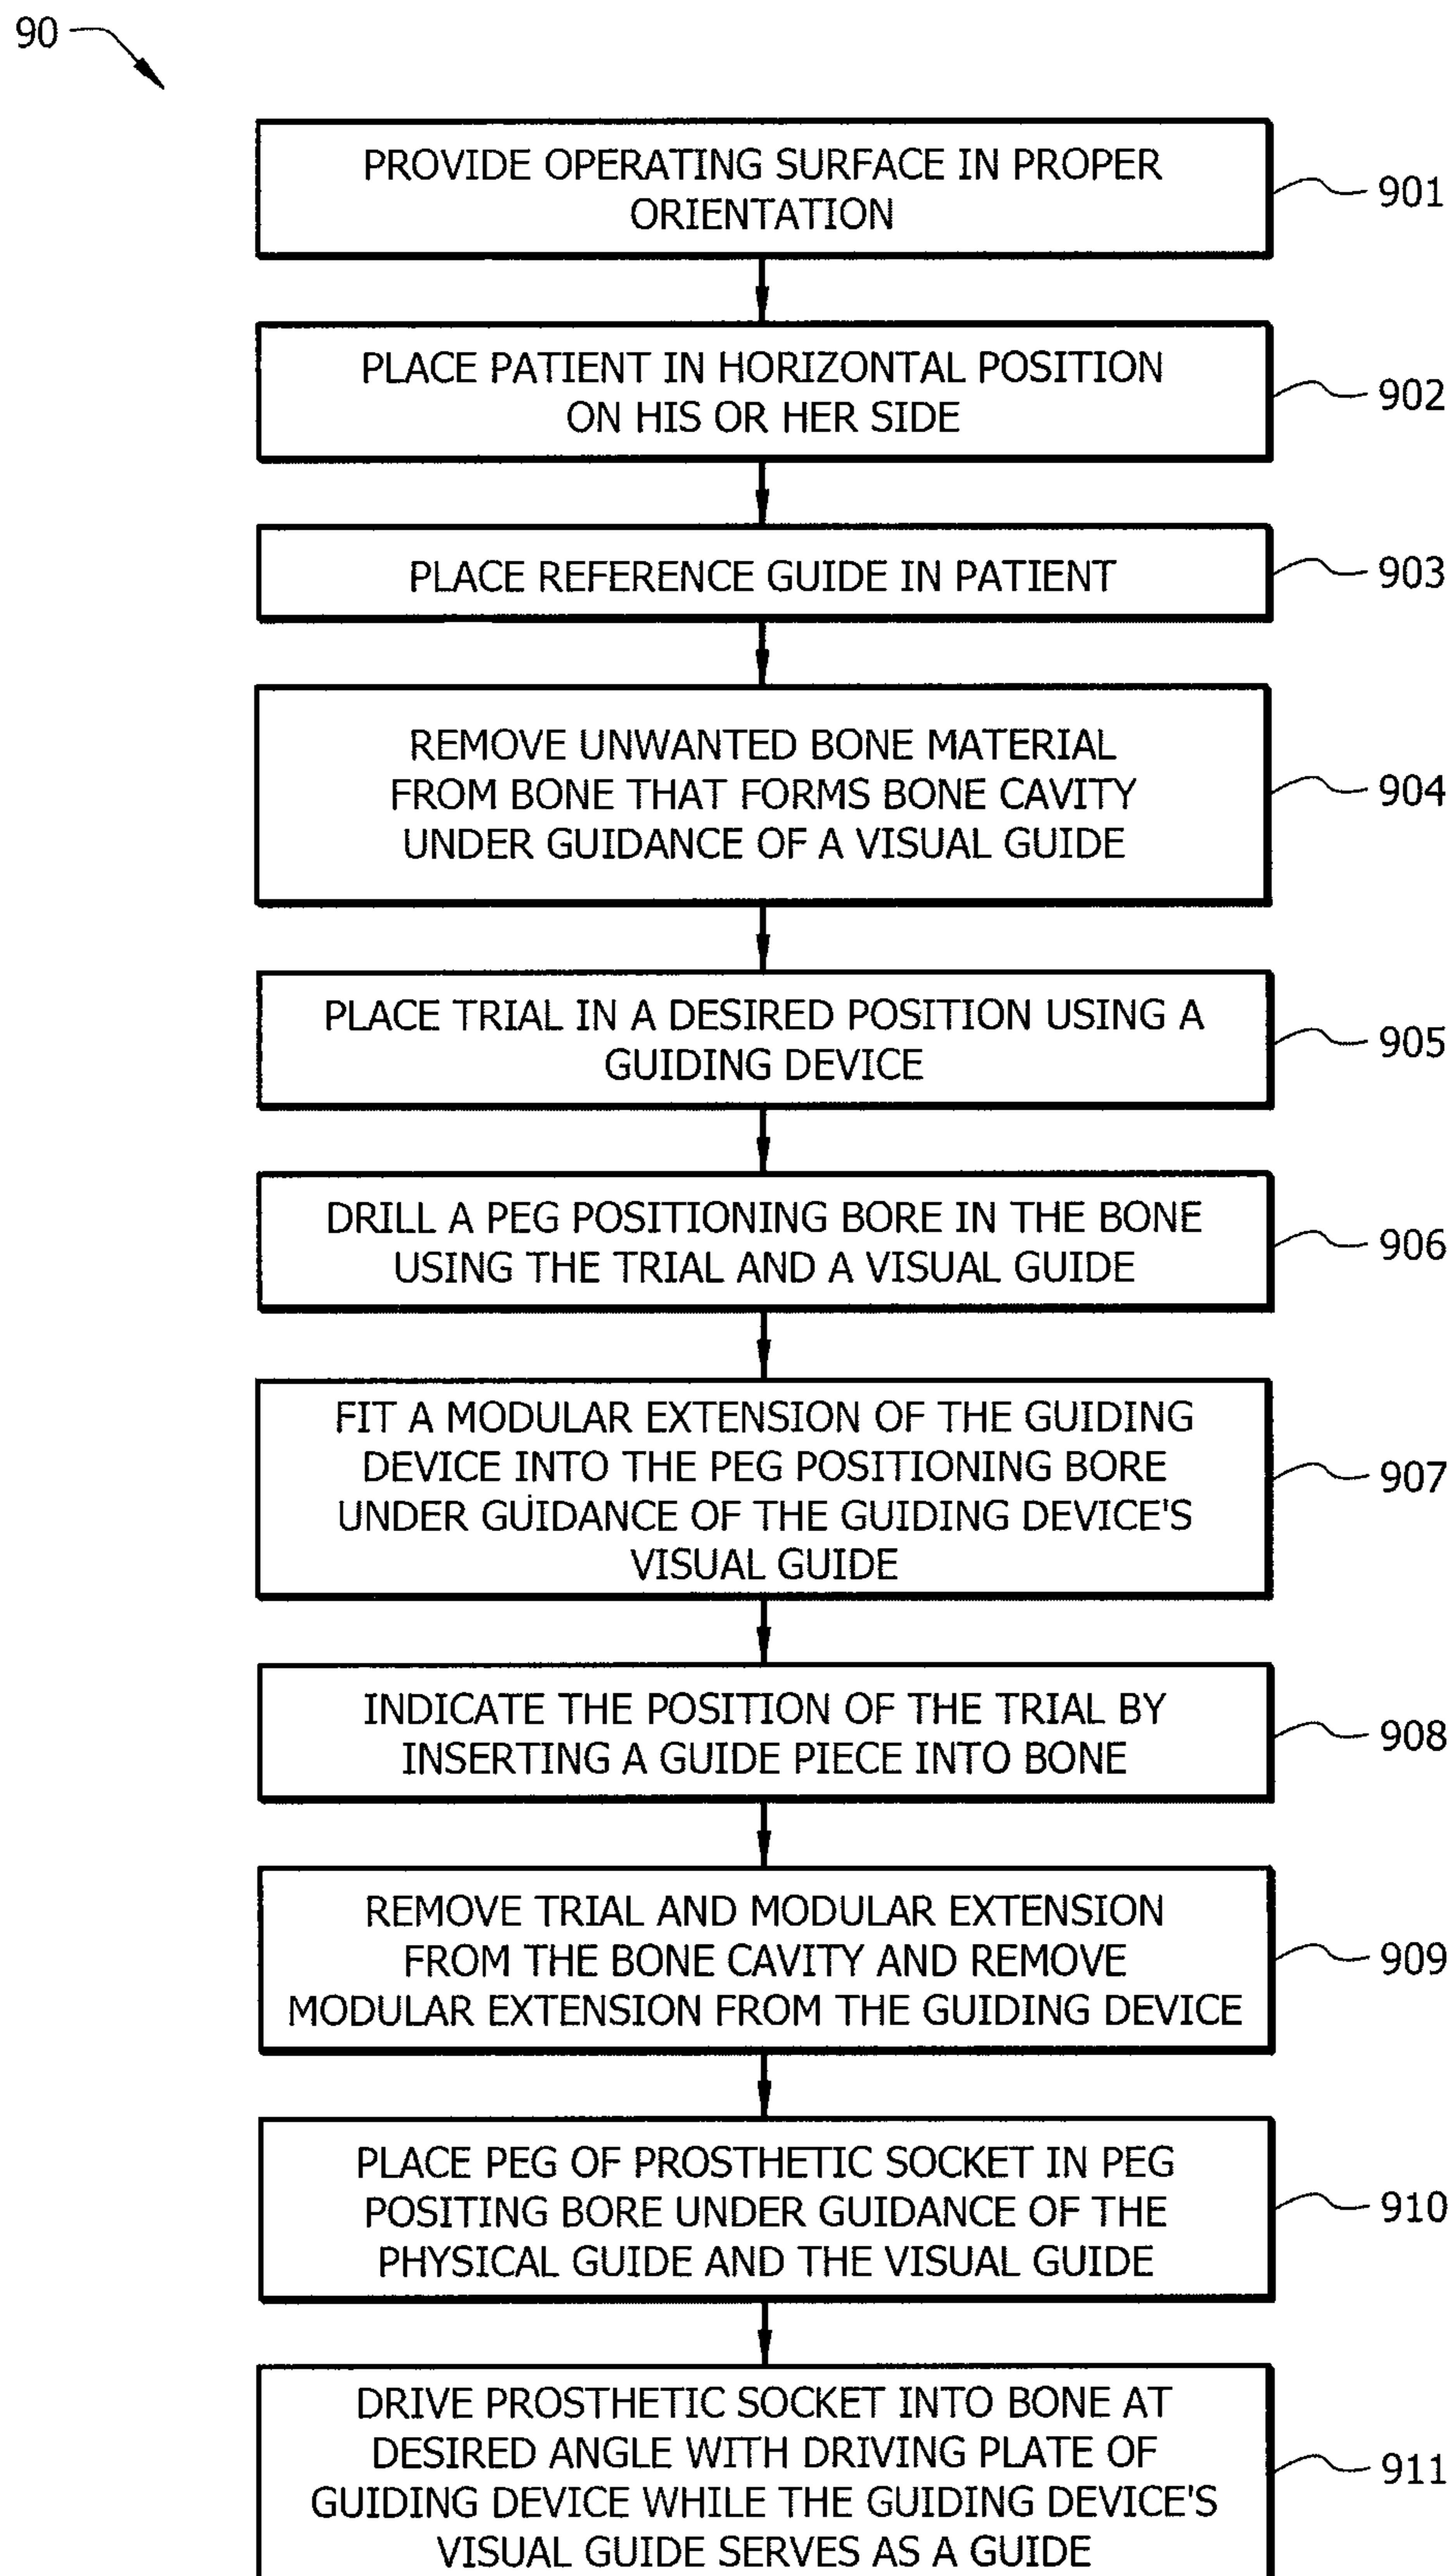 90
PROVIDE OPERATING SURFACE IN PROPER
ORIENTATION
901
PLACE PATIENT IN HORIZONTAL POSITION
ON HIS OR HER SIDE
902
PLACE REFERENCE GUIDE IN PATIENT
903
REMOVE UNWANTED BONE MATERIAL
FROM BONE THAT FORMS BONE CAVITY
UNDER GUIDANCE OF A VISUAL GUIDE
904
PLACE TRIAL IN A DESIRED POSITION USING A
GUIDING DEVICE
905
DRILL A PEG POSITIONING BORE IN THE BONE
USING THE TRIAL AND A VISUAL GUIDE
906
FIT A MODULAR EXTENSION OF THE GUIDING
DEVICE INTO THE PEG POSITIONING BORE
UNDER GUIDANCE OF THE GUIDING DEVICE'S
VISUAL GUIDE
907
INDICATE THE POSITION OF THE TRIAL BY
INSERTING A GUIDE PIECE INTO BONE
908
REMOVE TRIAL AND MODULAR EXTENSION
FROM THE BONE CAVITY AND REMOVE
MODULAR EXTENSION FROM THE GUIDING DEVICE
909
PLACE PEG OF PROSTHETIC SOCKET IN PEG
POSITING BORE UNDER GUIDANCE OF THE
PHYSICAL GUIDE AND THE VISUAL GUIDE
910
DRIVE PROSTHETIC SOCKET INTO BONE AT
DESIRED ANGLE WITH DRIVING PLATE OF
GUIDING DEVICE WHILE THE GUIDING DEVICE'S
VISUAL GUIDE SERVES AS A GUIDE
911